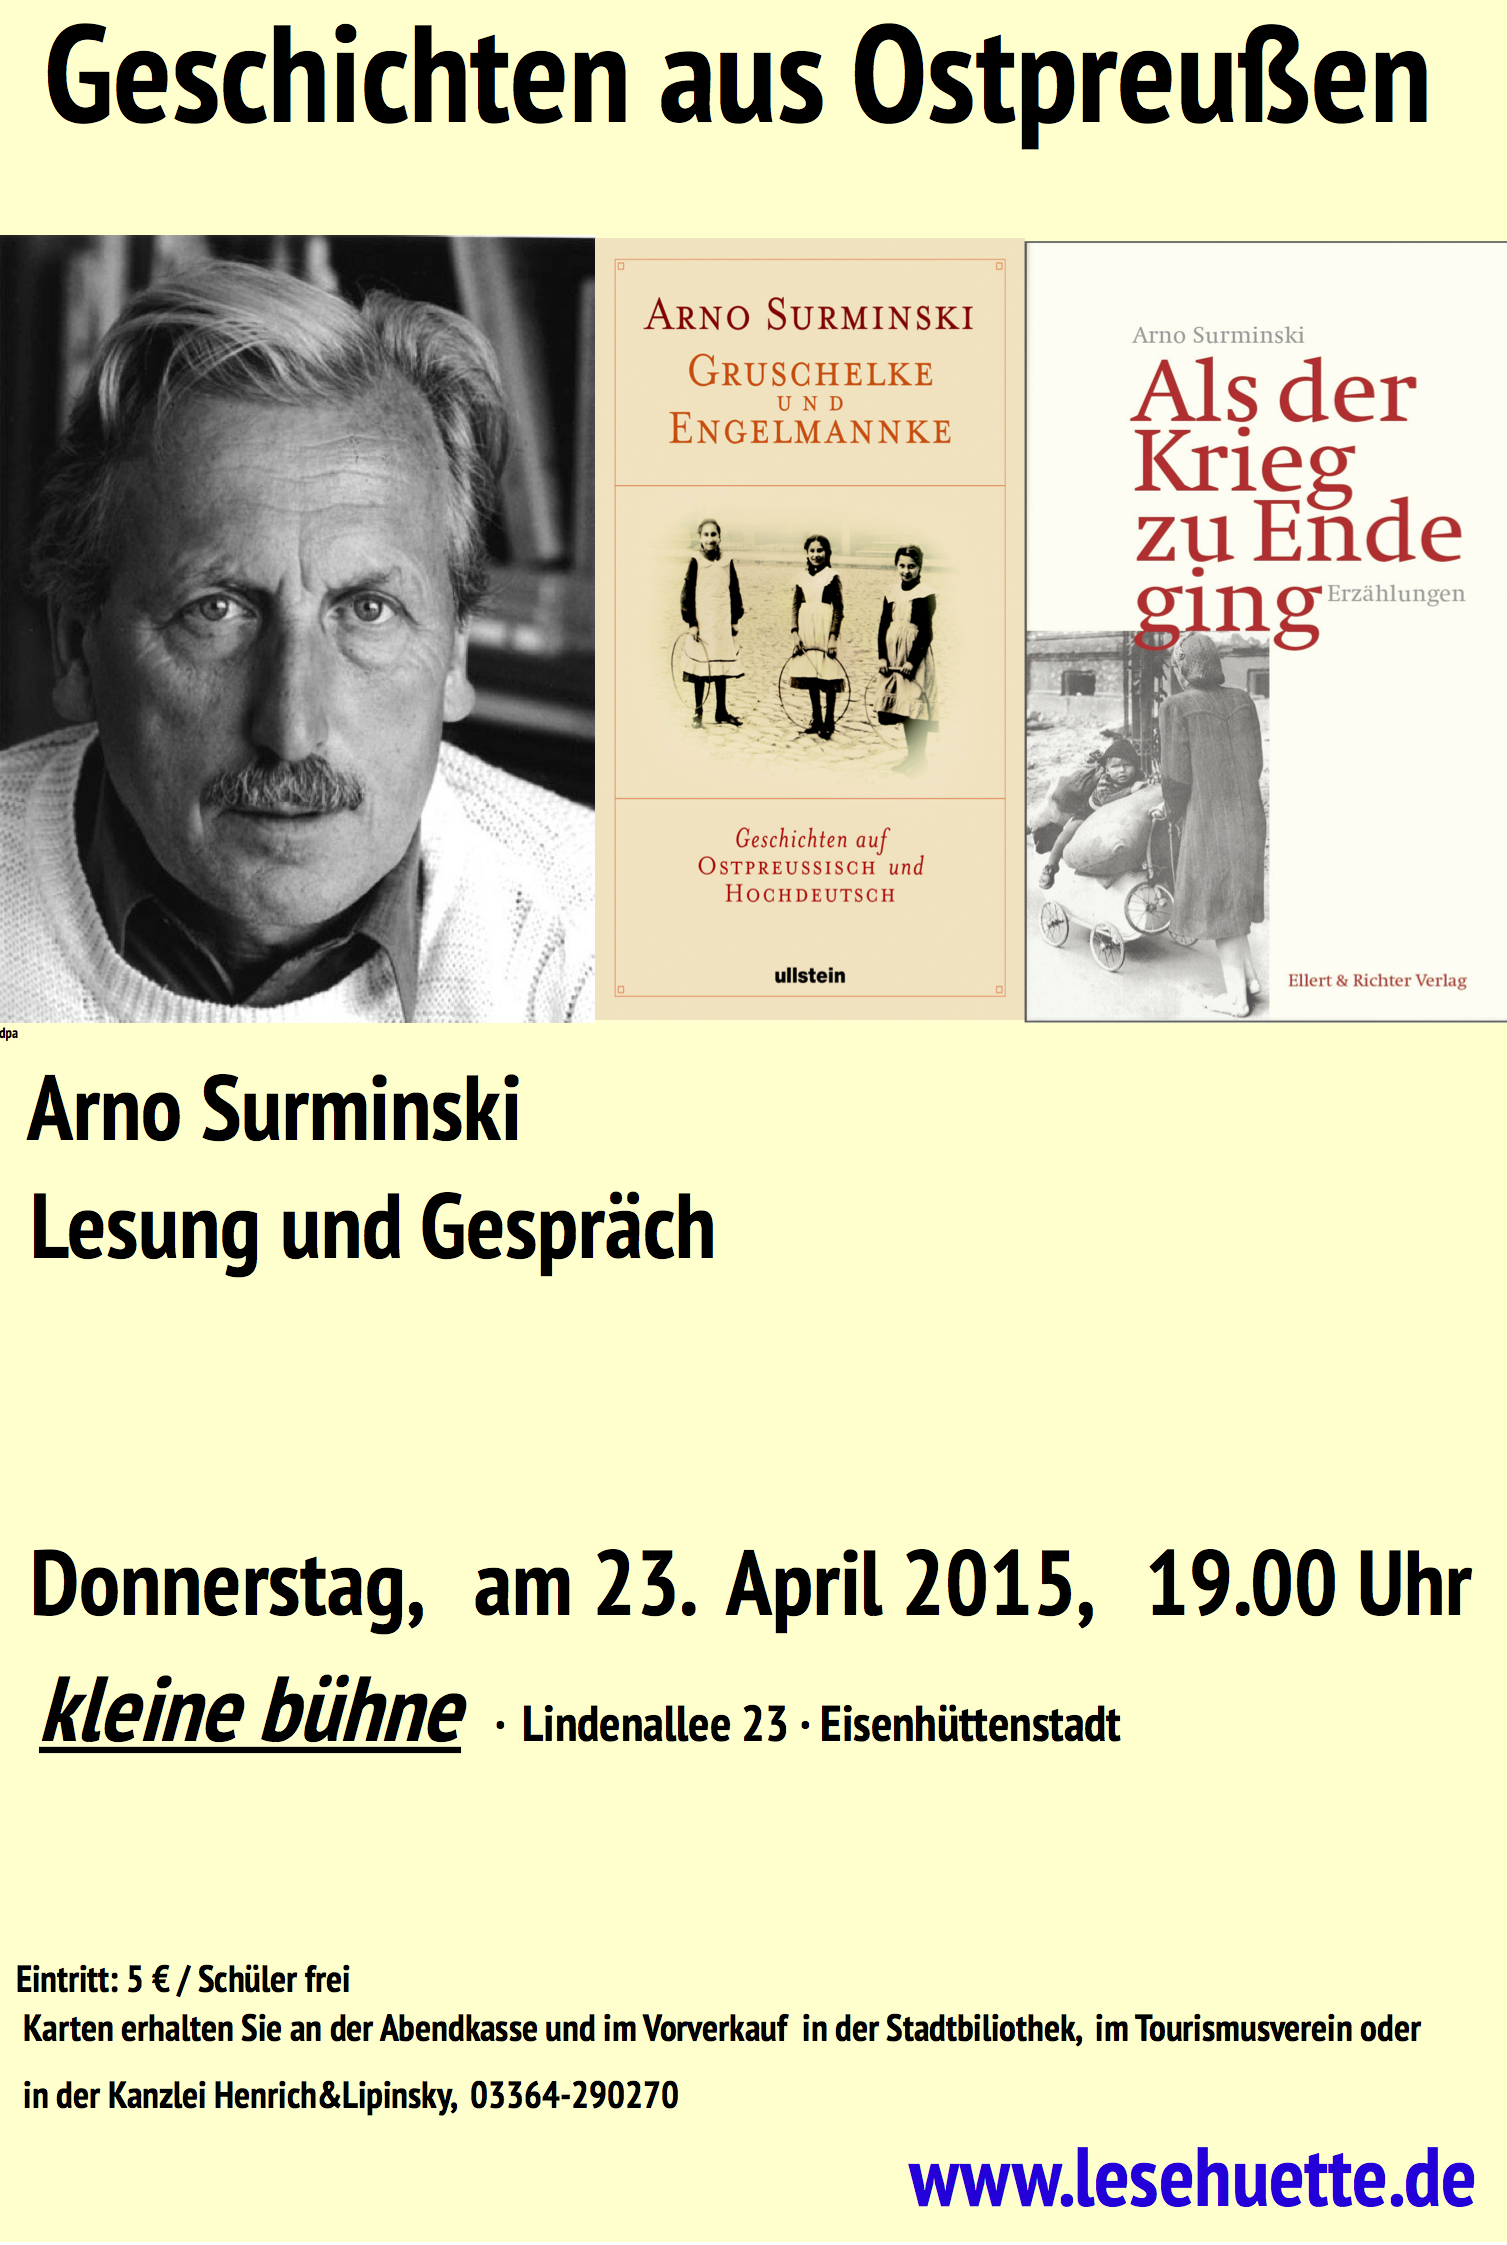 Geschichten aus Ostpreußen
ARNO SURMINSKI
GRUSCHELKE
UND
ENGELMANNKE
Geschichten auf
OSTPREUSSISCH und
HOCHDEUTSCH
ullstein
Arno Surminski
Als der
Krieg
zu Ende
ging Erzählungen
Ellert & Richter Verlag
dpa
Arno Surminski
Lesung und Gespräch
Donnerstag, am 23. April 2015, 19.00 Uhr
kleine bühne · Lindenallee 23 · Eisenhüttenstadt
Eintritt: 5 € / Schüler frei
Karten erhalten Sie an der Abendkasse und im Vorverkauf in der Stadtbiliothek, im Tourismusverein oder
in der Kanzlei Henrich&Lipinsky, 03364-290270
www.lesehuette.de